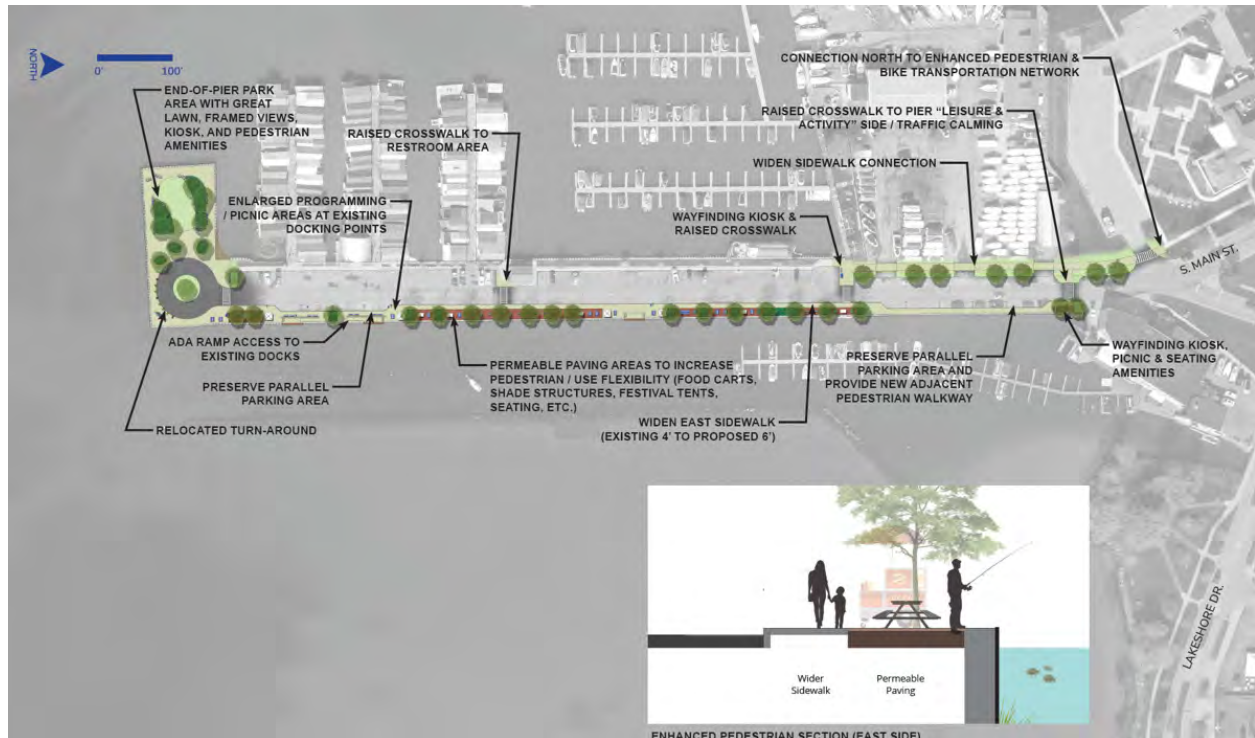 NORTH
0'
100'
END-OF-PIER PARK
AREA WITH GREAT
LAWN, FRAMED VIEWS,
KIOSK, AND PEDESTRIAN
AMENITIES
RAISED CROSSWALK TO
RESTROOM AREA
ENLARGED PROGRAMMING
/ PICNIC AREAS AT EXISTING
DOCKING POINTS
CONNECTION NORTH TO ENHANCED PEDESTRIAN &
BIKE TRANSPORTATION NETWORK
RAISED CROSSWALK TO PIER “LEISURE &
ACTIVITY” SIDE / TRAFFIC CALMING
WIDEN SIDEWALK CONNECTION
WAYFINDING KIOSK &
RAISED CROSSWALK
S. MAIN ST.
ADA RAMP ACCESS TO
EXISTING DOCKS
PRESERVE PARALLEL
PARKING AREA
RELOCATED TURN-AROUND
PERMEABLE PAVING AREAS TO INCREASE
PEDESTRIAN / USE FLEXIBILITY (FOOD CARTS,
SHADE STRUCTURES, FESTIVAL TENTS,
SEATING, ETC.)
WIDEN EAST SIDEWALK
(EXISTING 4' TO PROPOSED 6')
PRESERVE PARALLEL
PARKING AREA AND
PROVIDE NEW ADJACENT
PEDESTRIAN WALKWAY
WAYFINDING KIOSK,
PICNIC & SEATING
AMENITIES
LAKESHORE DR.
Wider
Sidewalk
Permeable
Paving
ENHANCED PEDESTRIAN SECTION (EAST SIDE)